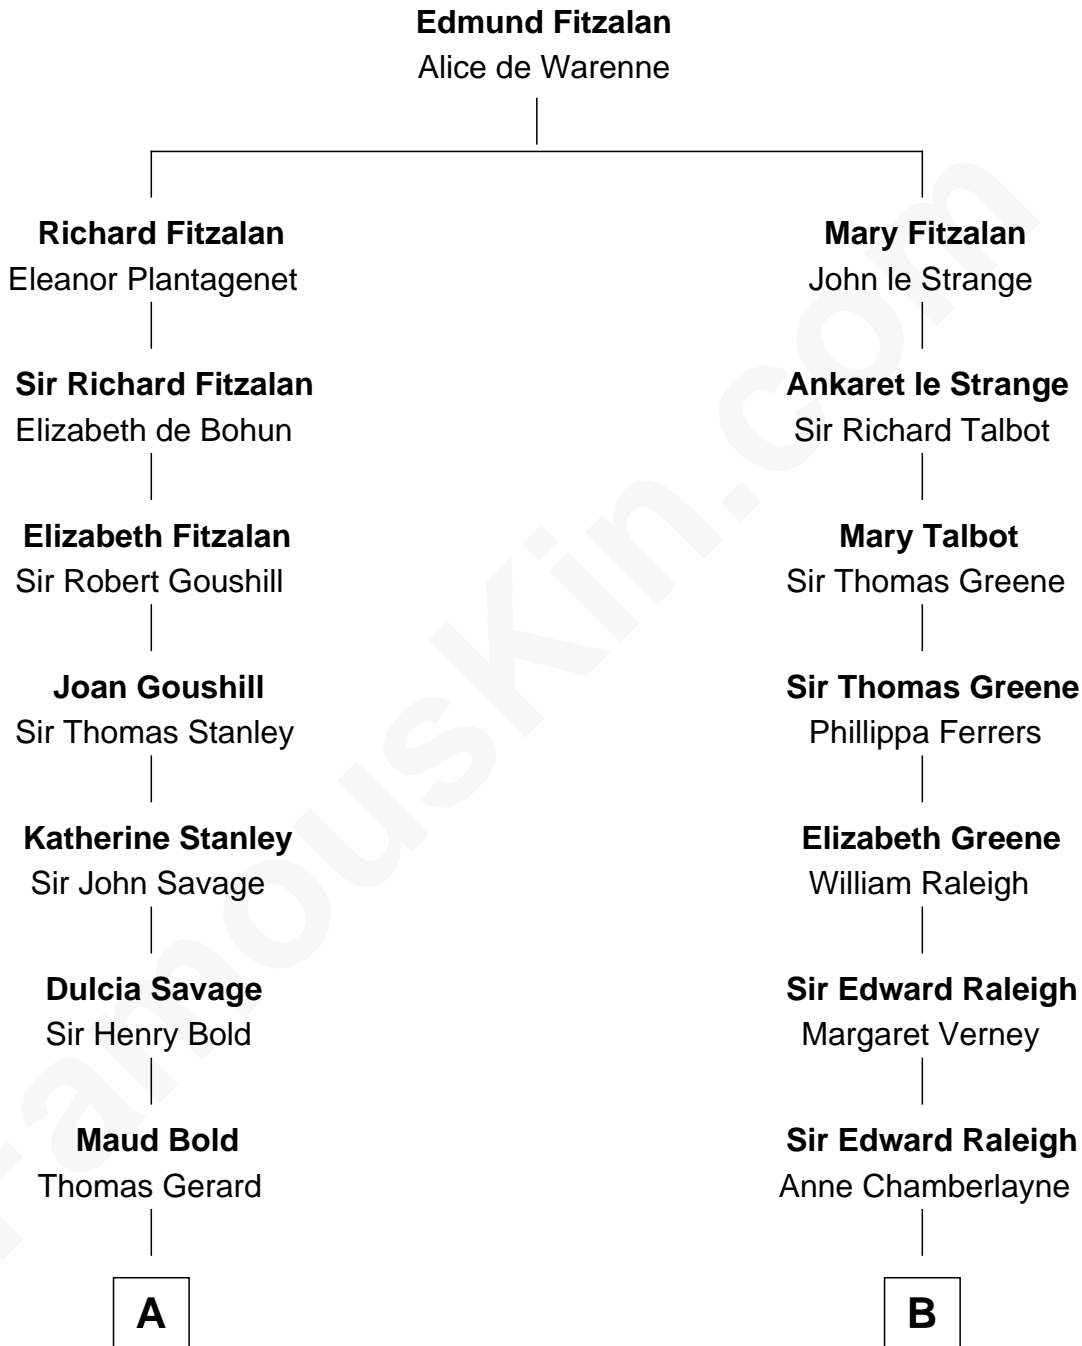 Edmund Fitzalan
Alice de Warenne
Richard Fitzalan
Eleanor Plantagenet
Mary Fitzalan
John le Strange
Sir Richard Fitzalan
Elizabeth de Bohun
Ankaret le Strange
Sir Richard Talbot
Elizabeth Fitzalan
Sir Robert Goushill
Mary Talbot
Sir Thomas Greene
Joan Goushill
Sir Thomas Stanley
Sir Thomas Greene
Phillippa Ferrers
Katherine Stanley
Sir John Savage
Elizabeth Greene
William Raleigh
Dulcia Savage
Sir Henry Bold
Sir Edward Raleigh
Margaret Verney
Maud Bold
Thomas Gerard
Sir Edward Raleigh
Anne Chamberlayne
A
B
FamousKin.com